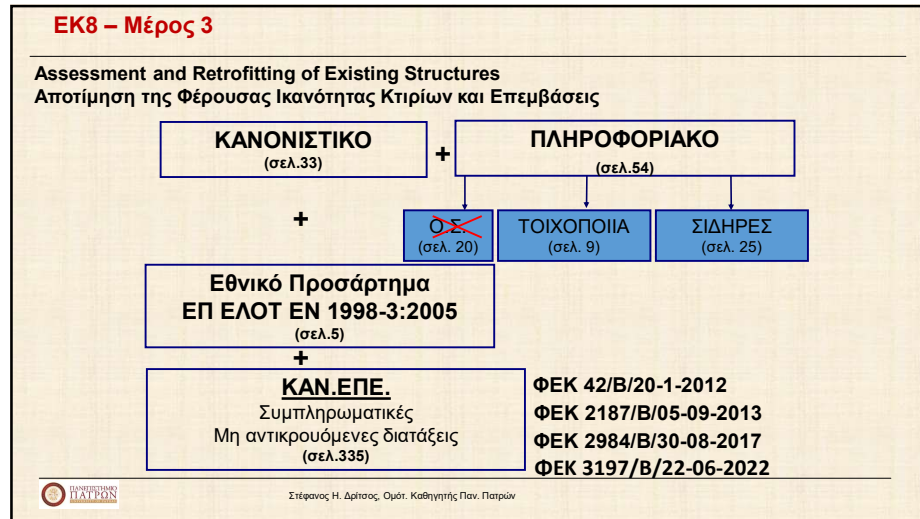 ΕΚ8 – Μέρος 3
Assessment and Retrofitting of Existing Structures
Αποτίμηση της Φέρουσας Ικανότητας Κτιρίων και Επεμβάσεις
ΚΑΝΟΝΙΣΤΙΚΟ
(σελ.33)
+
ΠΛΗΡΟΦΟΡΙΑΚΟ
(σελ.54)
+
Ο.Σ.
(σελ. 20)
ΤΟΙΧΟΠΟΙΙΑ
(σελ. 9)
ΣΙΔΗΡΕΣ
(σελ. 25)
Εθνικό Προσάρτημα
ΕΠ ΕΛΟΤ ΕΝ 1998-3:2005
(σελ.5)
+
ΚΑΝ.ΕΠΕ.
Συμπληρωματικές
Μη αντικρουόμενες διατάξεις
(σελ.335)
ΦΕΚ 42/Β/20-1-2012
ΦΕΚ 2187/Β/05-09-2013
ΦΕΚ 2984/Β/30-08-2017
ΦΕΚ 3197/Β/22-06-2022
ΠΑΝΕΠΙΣΤΗΜΙΟ
ΠΑΤΡΩΝ
Στέφανος Η. Δρίτσος, Ομότ. Καθηγητής Παν. Πατρών